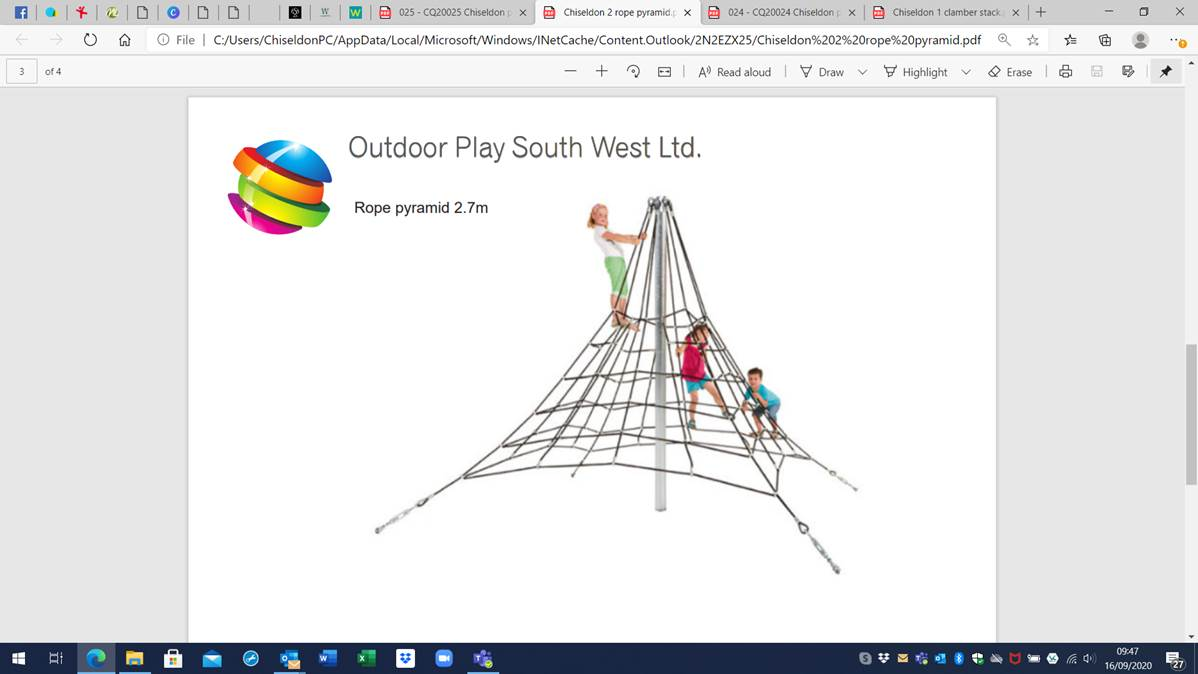 025 - CQ20025 Chiseldon p
Chiseldon 2 rope pyramid.p
024 - CQ20024 Chiseldon p
Chiseldon 1 clamber stack.p
File
C:/Users/ChiseldonPC/AppData/Local/Microsoft/Windows/INetCache/Content.Outlook/2N2EZX25/Chiseldon%202%20rope%20pyramid.pdf
3 of 4
Read aloud
Draw
Highlight
Erase
Outdoor Play South West Ltd.
Rope pyramid 2.7m
09:47
16/09/2020
27